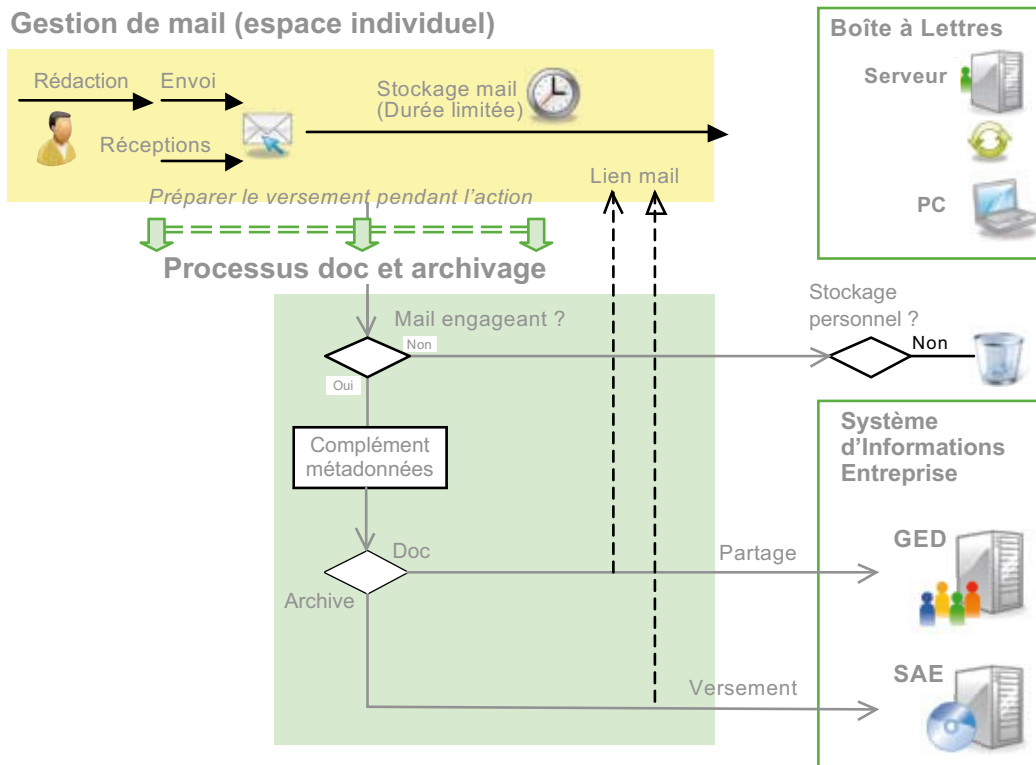 Gestion de mail (espace individuel)
Rédaction
Envoi
Réceptions
Stockage mail
(Durée limitée)
Lien mail
Préparer le versement pendant l'action
Boîte à Lettres
Serveur
PC
Processus doc et archivage
Mail engageant ?
Non
Oui
Stockage
personnel ?
Non
Complément
métadonnées
Doc
Archive
Partage
Versement
Système
d'Informations
Entreprise
GED
SAE